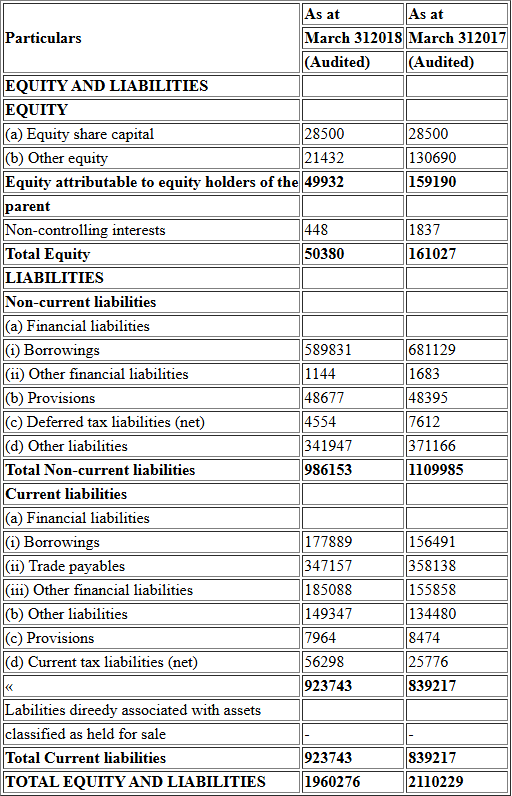 Particulars As at As at
March 312018 March 312017
(Audited) (Audited)
EQUITY AND LIABILITIES
EQUITY
(a) Equity share capital 28500 28500
(b) Other equity 21432 130690
Equity attributable to equity holders of the 49932 159190
parent
Non-controlling interests 448 1837
Total Equity 50380 161027
LIABILITIES
Non-current liabilities
(a) Financial liabilities
(i) Borrowings 589831 681129
(ii) Other financial liabilities 1144 1683
(b) Provisions 48677 48395
(c) Deferred tax liabilities (net) 4554 7612
(d) Other liabilities 341947 371166
Total Non-current liabilities 986153 1109985
Current liabilities
(a) Financial liabilities
(i) Borrowings 177889 156491
(ii) Trade payables 347157 358138
(iii) Other financial liabilities 185088 155858
(b) Other liabilities 149347 134480
(c) Provisions 7964 8474
(d) Current tax liabilities (net) 56298 25776
« 923743 839217
Labilities direedy associated with assets
classified as held for sale - -
Total Current liabilities 923743 839217
TOTAL EQUITY AND LIABILITIES 1960276 2110229